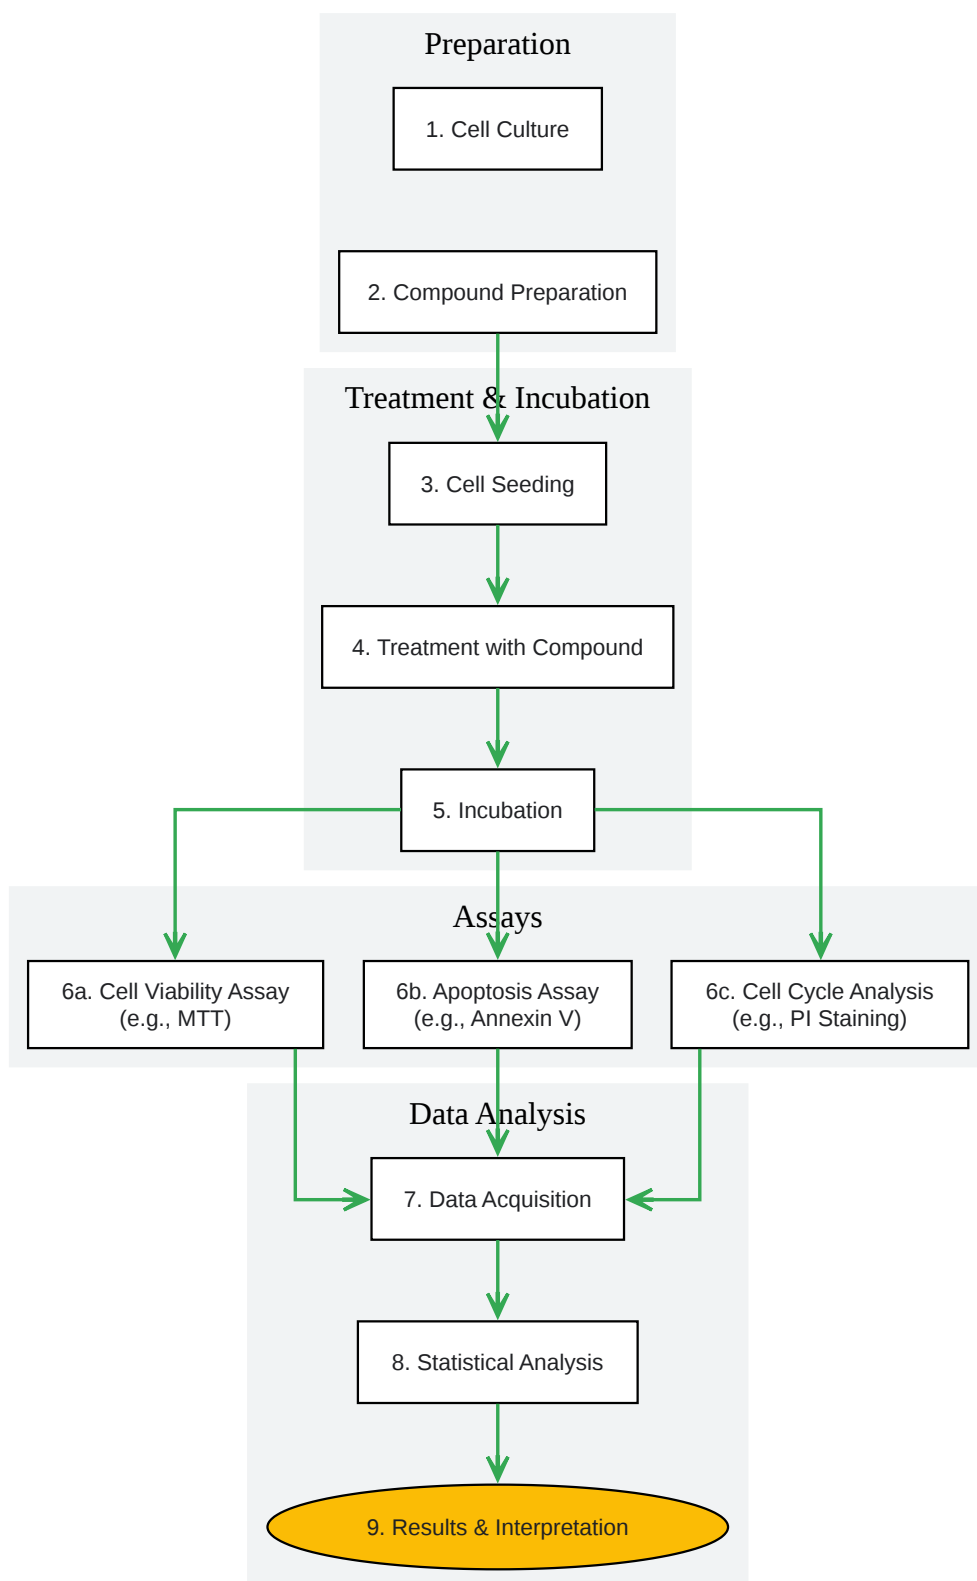 Preparation
1. Cell Culture
2. Compound Preparation
Treatment & Incubation
3. Cell Seeding
4. Treatment with Compound
5. Incubation
Assays
6a. Cell Viability Assay
(e.g., MTT)
6b. Apoptosis Assay
(e.g., Annexin V)
6c. Cell Cycle Analysis
(e.g., PI Staining)
Data Analysis
7. Data Acquisition
8. Statistical Analysis
9. Results & Interpretation